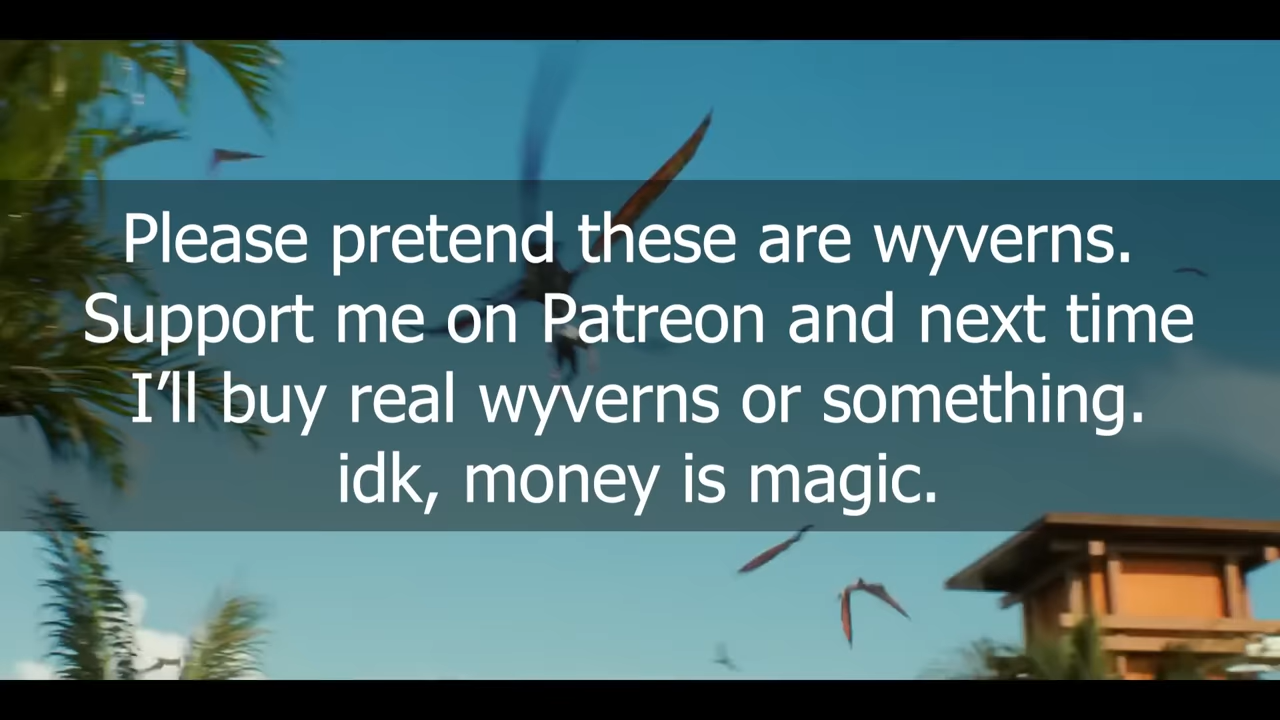 Please pretend these are wyverns.
Support me on Patreon and next time
I’ll buy real wyverns or something.
idk, money is magic.